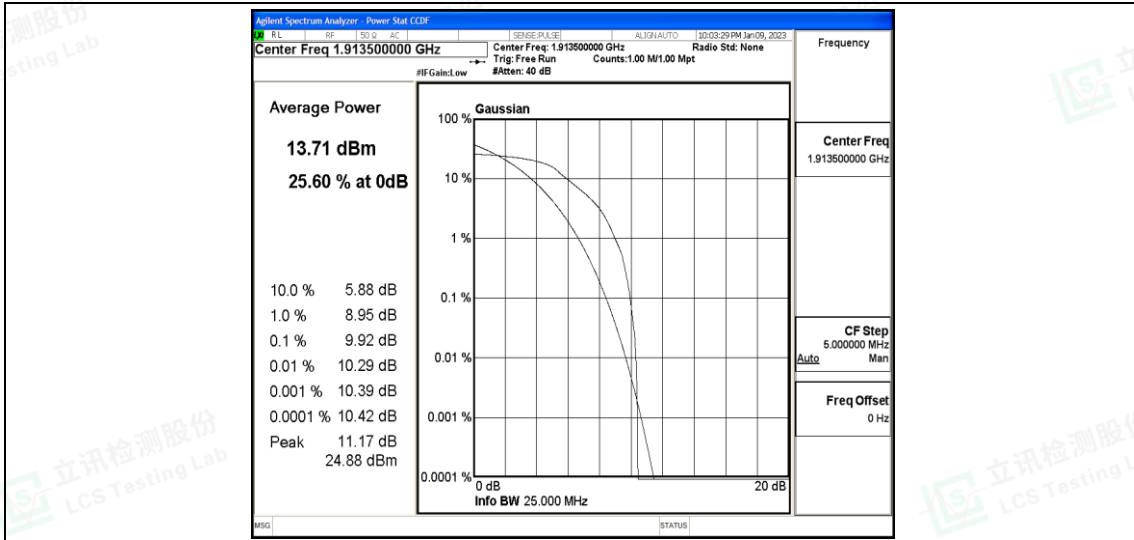 Agilent Spectrum Analyzer - Power Stat CCDF
LXI RL RF 50 Ω AC SENSE:PULSE ALIGNAUTO 10:03:29 PM Jan 09, 2023
Center Freq 1.913500000 GHz
Center Freq: 1.913500000 GHz Radio Std: None
Trig: Free Run Counts:1.00 M/1.00 Mpt
#IFGain:Low #Atten: 40 dB
Frequency
Average Power
13.71 dBm
25.60 % at 0dB
10.0 % 5.88 dB
1.0 % 8.95 dB
0.1 % 9.92 dB
0.01 % 10.29 dB
0.001 % 10.39 dB
0.0001 % 10.42 dB
Peak 11.17 dB
24.88 dBm
Gaussian
100 %
10 %
1 %
0.1 %
0.01 %
0.001 %
0.0001 %
0 dB 20 dB
Info BW 25.000 MHz
Center Freq
1.913500000 GHz
CF Step
5.000000 MHz
Auto Man
Freq Offset
0 Hz
MSG STATUS
立讯检测股份
LCS Testing Lab
立讯检测股份
LCS Testing L
测股份
sting Lab
立